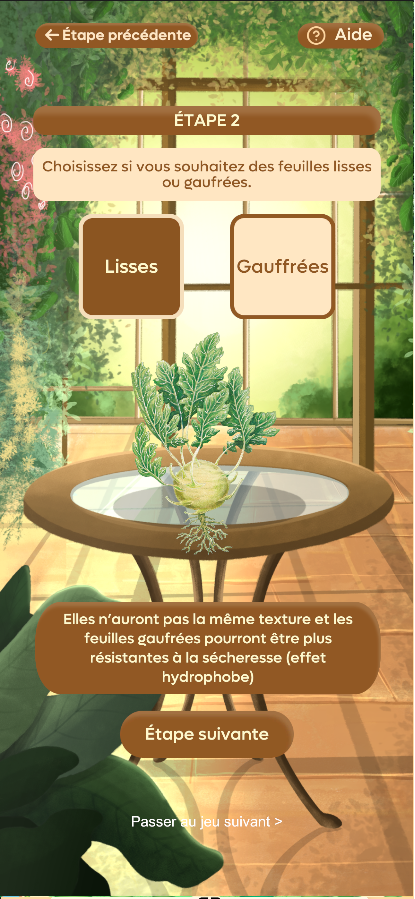 ← Étape précédente
? Aide
ÉTAPE 2
Choisissez si vous souhaitez des feuilles lisses
ou gaufrées.
Lisses
Gauffrées
Elles n’auront pas la même texture et les
feuilles gaufrées pourront être plus
résistantes à la sécheresse (effet
hydrophobe)
Étape suivante
Passer au jeu suivant >